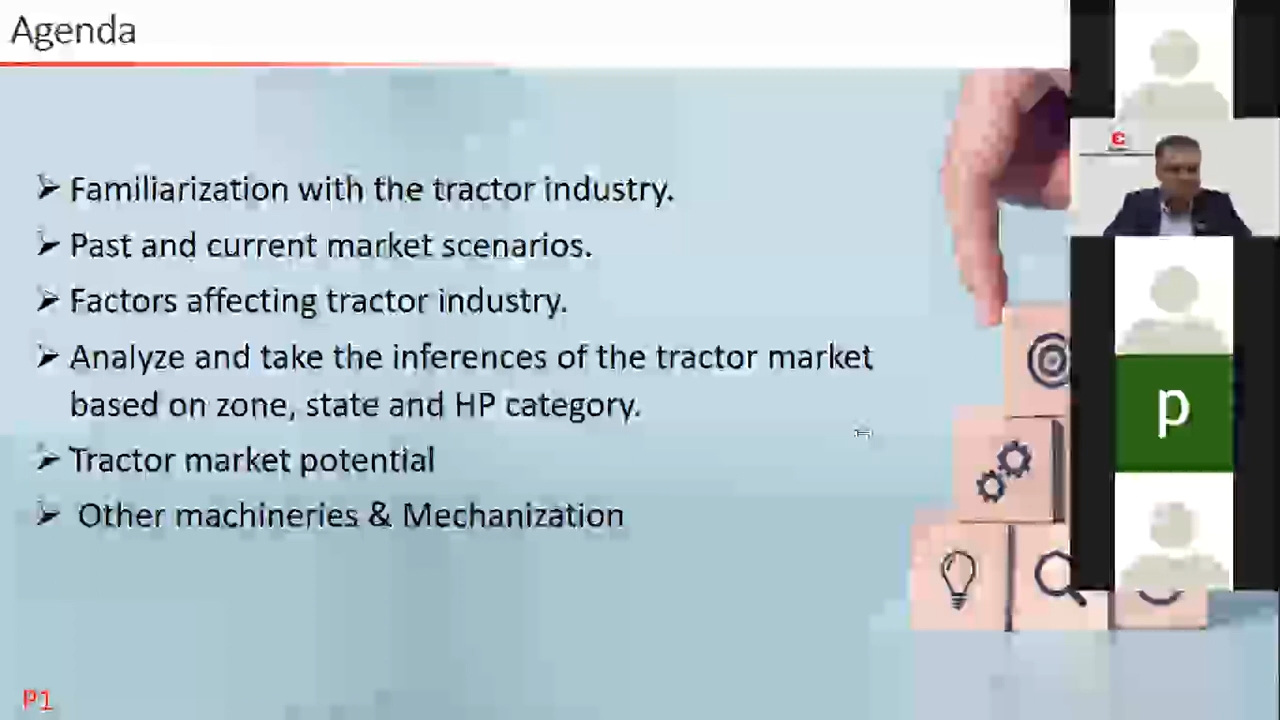 Agenda
Familiarization with the tractor industry.
Past and current market scenarios.
Factors affecting tractor industry.
Analyze and take the inferences of the tractor market
based on zone, state and HP category.
Tractor market potential
Other machineries & Mechanization
p
P1